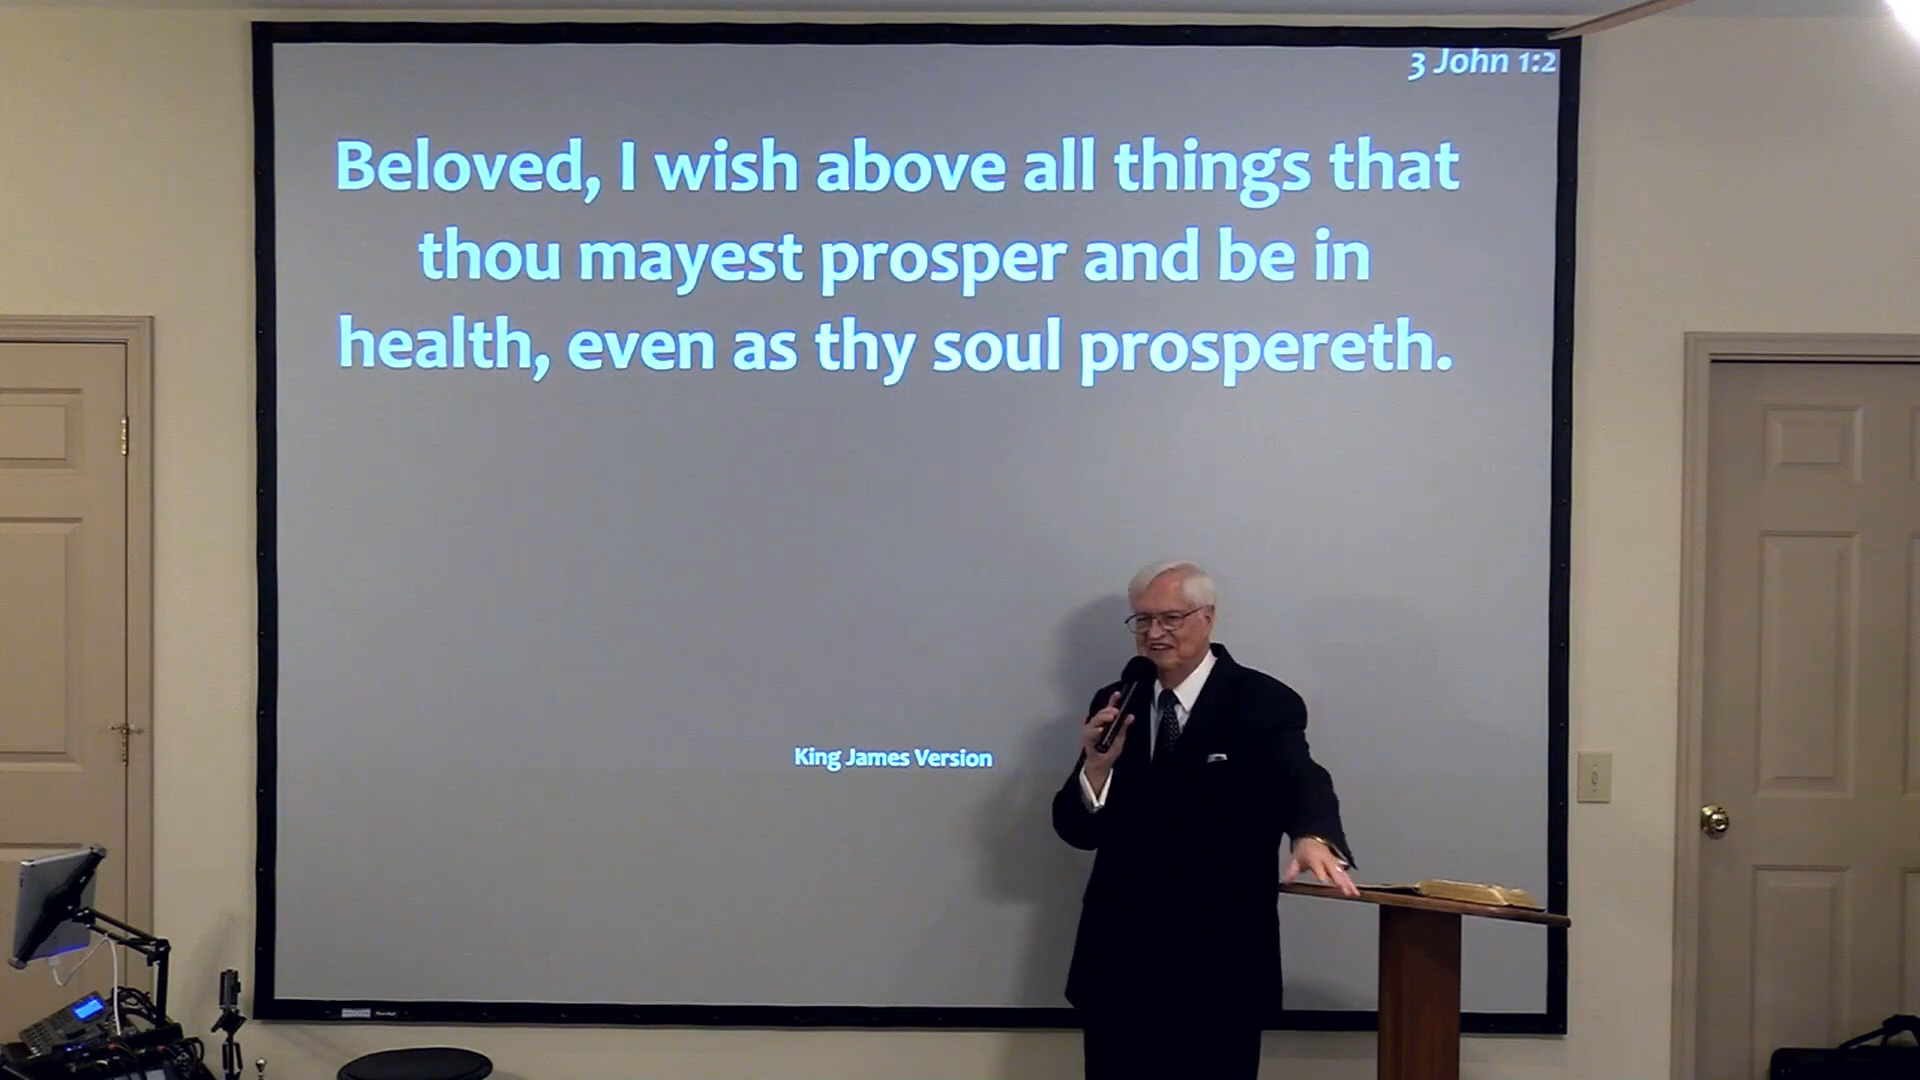 3 John 1:2
Beloved, I wish above all things that
thou mayest prosper and be in
health, even as thy soul prospereth.
King James Version